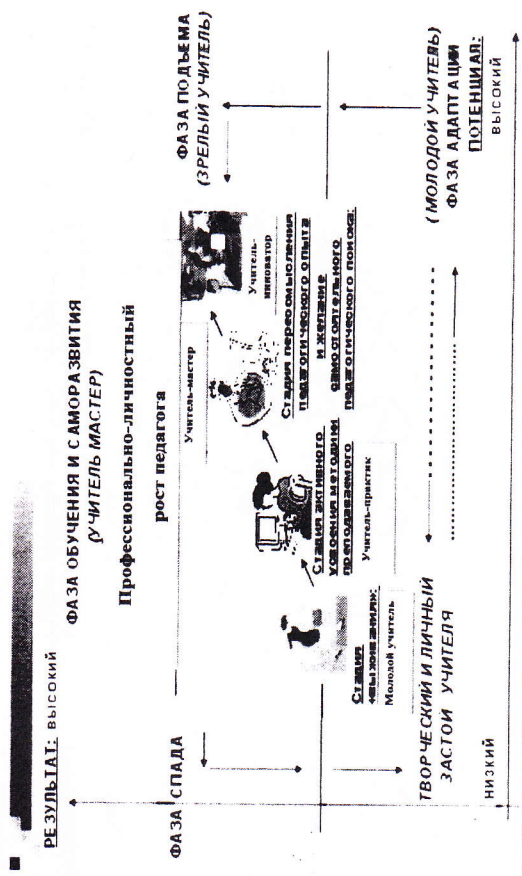 РЕЗУЛЬТАТ: ВЫСОКИЙ
ФАЗА ОБУЧЕНИЯ И САМОРАЗВИТИЯ
(УЧИТЕЛЬ МАСТЕР)
Профессионально-личностный
рост педагога
ФАЗА СПАДА
ФАЗА ПОДЪЕМА
(ЗРЕЛЫЙ УЧИТЕЛЬ)
Учитель-мастер
Учитель-
инноватор
Стадия переосмысления
педагогического опыта
и желание
самостоятельного
педагогического поиска:
Стадия активного
усвоения методики
преподаваемого
Учитель-практик
Стадия
«выживания»:
Молодой учитель
ТВОРЧЕСКИЙ И ЛИЧНЫЙ
ЗАСТОЙ УЧИТЕЛЯ
НИЗКИЙ
(МОЛОДОЙ УЧИТЕЛЬ)
ФАЗА АДАПТАЦИИ
ПОТЕНЦИАЛ:
ВЫСОКИЙ